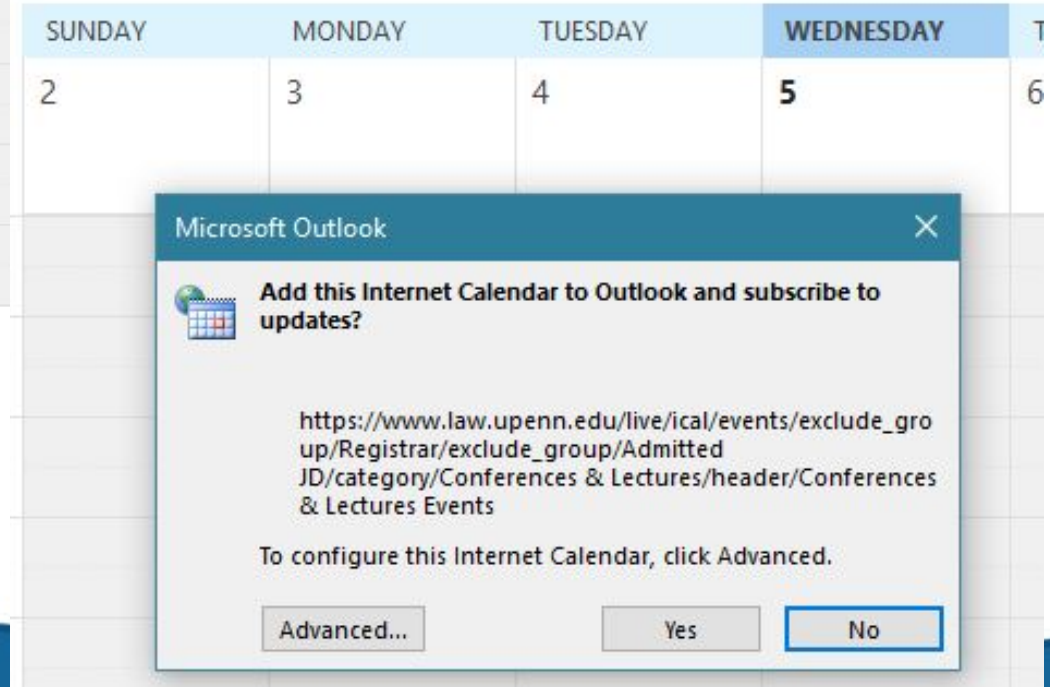 SUNDAY MONDAY TUESDAY WEDNESDAY T
2 3 4 5 6
Microsoft Outlook
Add this Internet Calendar to Outlook and subscribe to
updates?
https://www.law.upenn.edu/live/ical/events/exclude_gro
up/Registrar/exclude_group/Admitted
JD/category/Conferences & Lectures/header/Conferences
& Lectures Events
To configure this Internet Calendar, click Advanced.
Advanced... Yes No